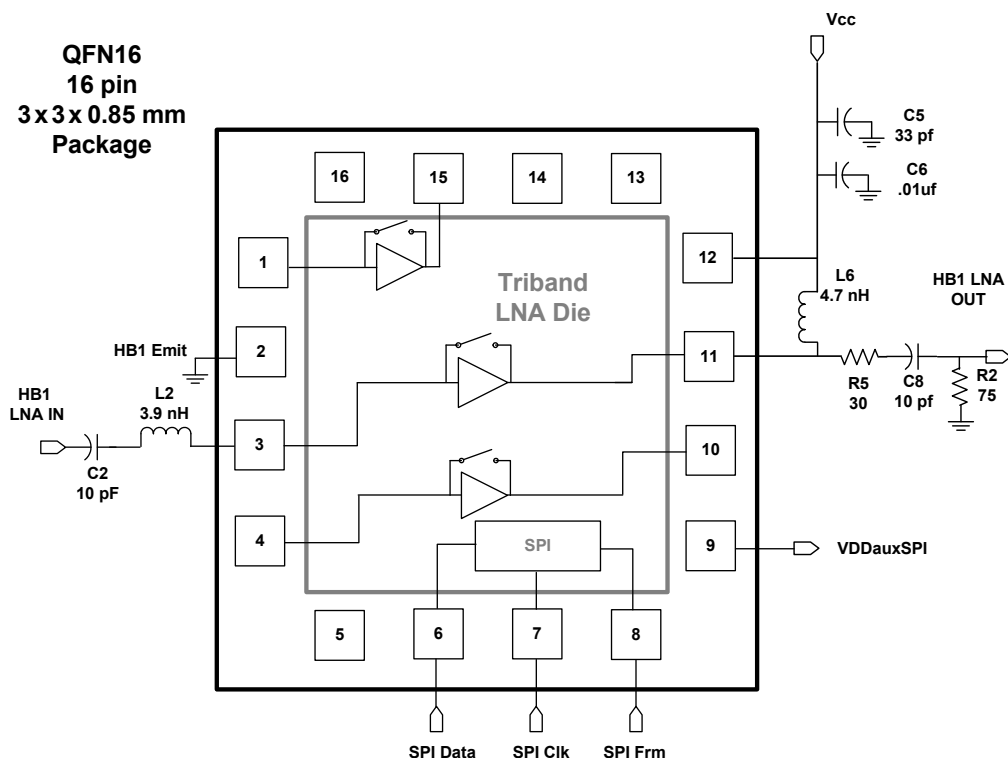 QFN16
16 pin
3 x 3 x 0.85 mm
Package
Vcc
C5
33 pf
C6
.01uf
16
15
14
13
1
12
Triband
LNA Die
L6
4.7 nH
HB1 LNA
OUT
HB1 Emit
2
11
R5
30
C8
10 pf
R2
75
HB1
LNA IN
L2
3.9 nH
3
C2
10 pF
10
4
SPI
9
VDDauxSPI
5
6
7
8
SPI Data
SPI Clk
SPI Frm